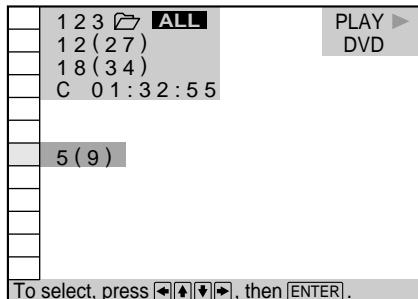 1 2 3 ALL PLAY
1 2 ( 2 7 ) DVD
1 8 ( 3 4 )
C 0 1 : 3 2 : 5 5
5 ( 9 )
To select, press , then ENTER .